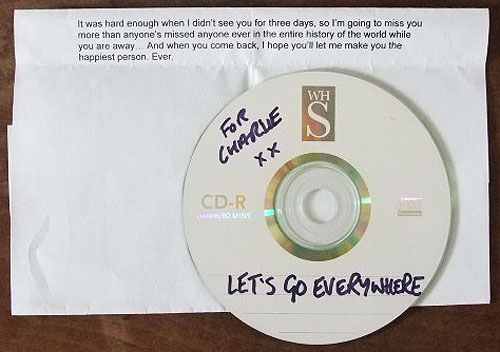 It was hard enough when I didn't see you for three days, so I'm going to miss you
more than anyone's missed anyone ever in the entire history of the world while
you are away... And when you come back, I hope you'll let me make you the
happiest person. Ever.
WH
S
FOR
CHARLIE
xx
CD-R
/80 MINS
LET'S GO EVERYWHERE